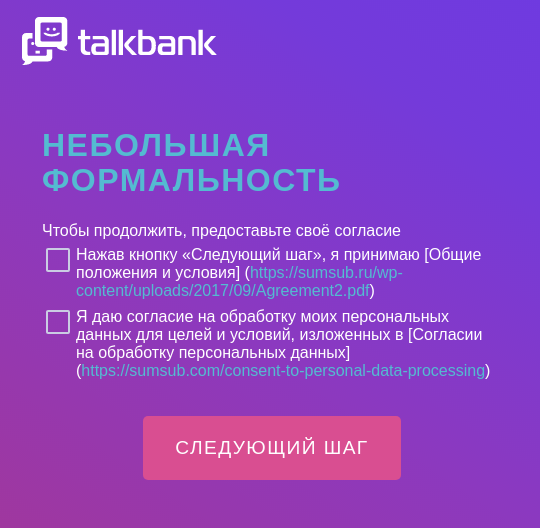 talkbank
НЕБОЛЬШАЯ
ФОРМАЛЬНОСТЬ
Чтобы продолжить, предоставьте своё согласие
Нажав кнопку «Следующий шаг», я принимаю [Общие
положения и условия] (https://sumsub.ru/wp-
content/uploads/2017/09/Agreement2.pdf)
Я даю согласие на обработку моих персональных
данных для целей и условий, изложенных в [Согласии
на обработку персональных данных]
(https://sumsub.com/consent-to-personal-data-processing)
СЛЕДУЮЩИЙ ШАГ